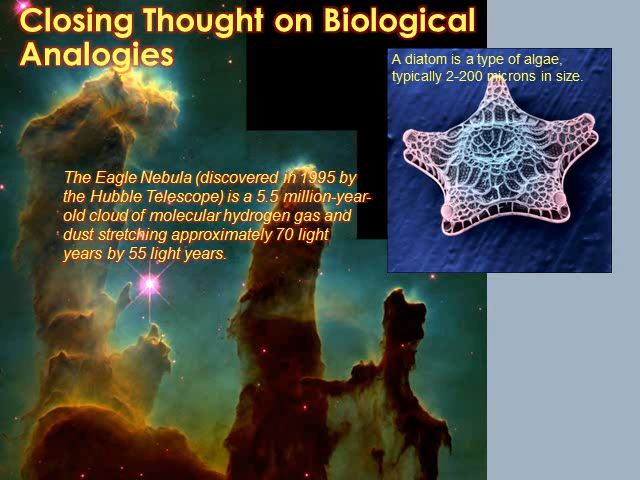 Closing Thought on Biological
Analogies
A diatom is a type of algae,
typically 2-200 microns in size.
The Eagle Nebula (discovered in 1995 by
the Hubble Telescope) is a 5.5 million-year-
old cloud of molecular hydrogen gas and
dust stretching approximately 70 light
years by 55 light years.